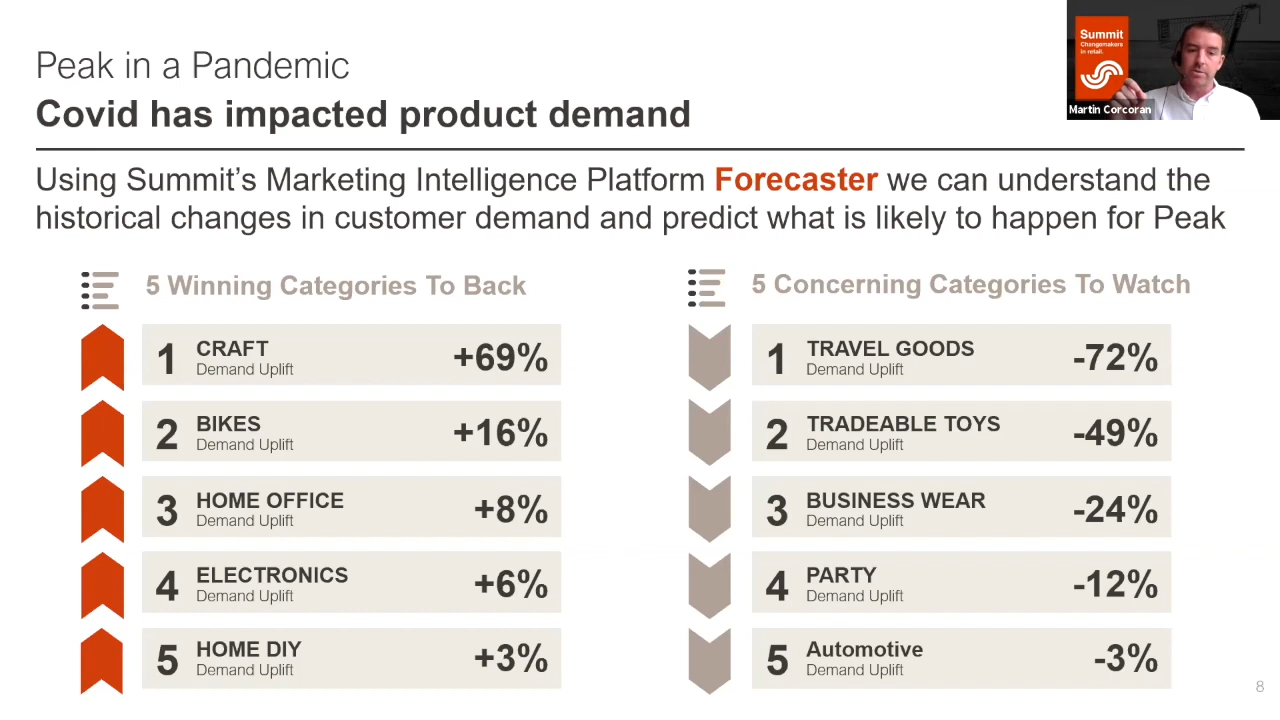 Peak in a Pandemic
Covid has impacted product demand
Summit
Changemakers
in retail.
Martin Corcoran
Using Summit's Marketing Intelligence Platform Forecaster we can understand the
historical changes in customer demand and predict what is likely to happen for Peak
5 Winning Categories To Back
1 CRAFT +69%
Demand Uplift
2 BIKES +16%
Demand Uplift
3 HOME OFFICE +8%
Demand Uplift
4 ELECTRONICS +6%
Demand Uplift
5 HOME DIY +3%
Demand Uplift
5 Concerning Categories To Watch
1 TRAVEL GOODS -72%
Demand Uplift
2 TRADEABLE TOYS -49%
Demand Uplift
3 BUSINESS WEAR -24%
Demand Uplift
4 PARTY -12%
Demand Uplift
5 Automotive -3%
Demand Uplift
8